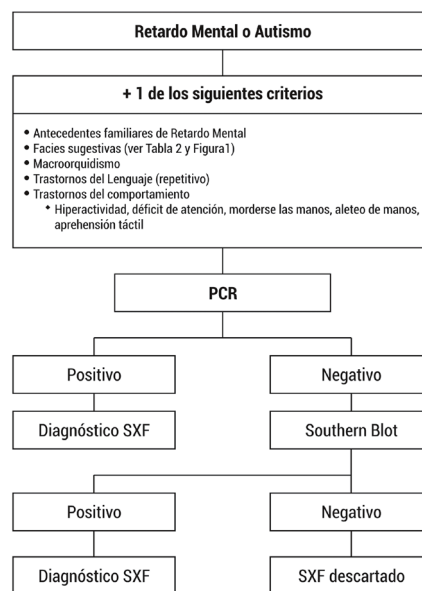 Retardo Mental o Autismo
+ 1 de los siguientes criterios
• Antecedentes familiares de Retardo Mental
• Facies sugestivas (ver Tabla 2 y Figura1)
• Macroorquidismo
• Trastornos del Lenguaje (repetitivo)
• Trastornos del comportamiento
◆ Hiperactividad, déficit de atención, morderse las manos, aleteo de manos,
aprehensión táctil
PCR
Positivo
Negativo
Diagnóstico SXF
Southern Blot
Positivo
Negativo
Diagnóstico SXF
SXF descartado